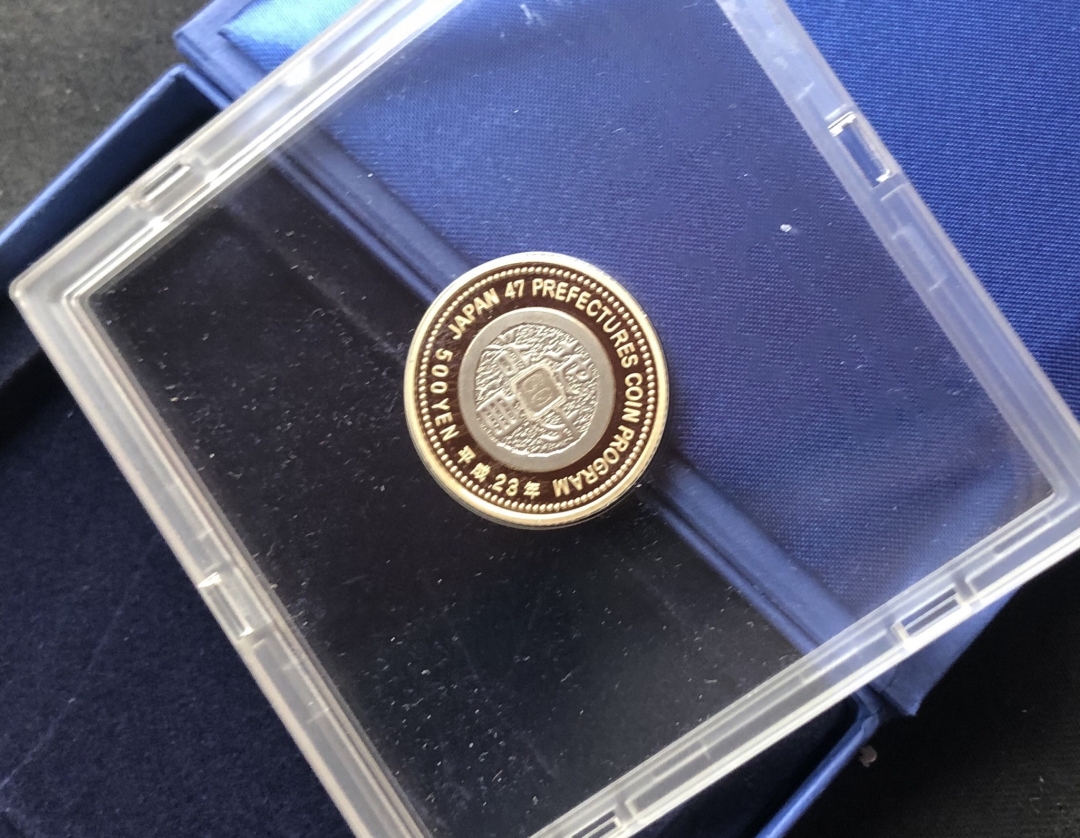 JAPAN 47 PREFECTURES COIN PROGRAM
500YEN 平成23年